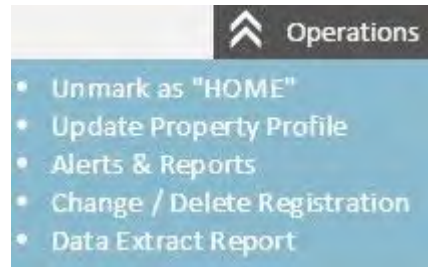 Operations
• Unmark as "HOME"
• Update Property Profile
• Alerts & Reports
• Change / Delete Registration
• Data Extract Report